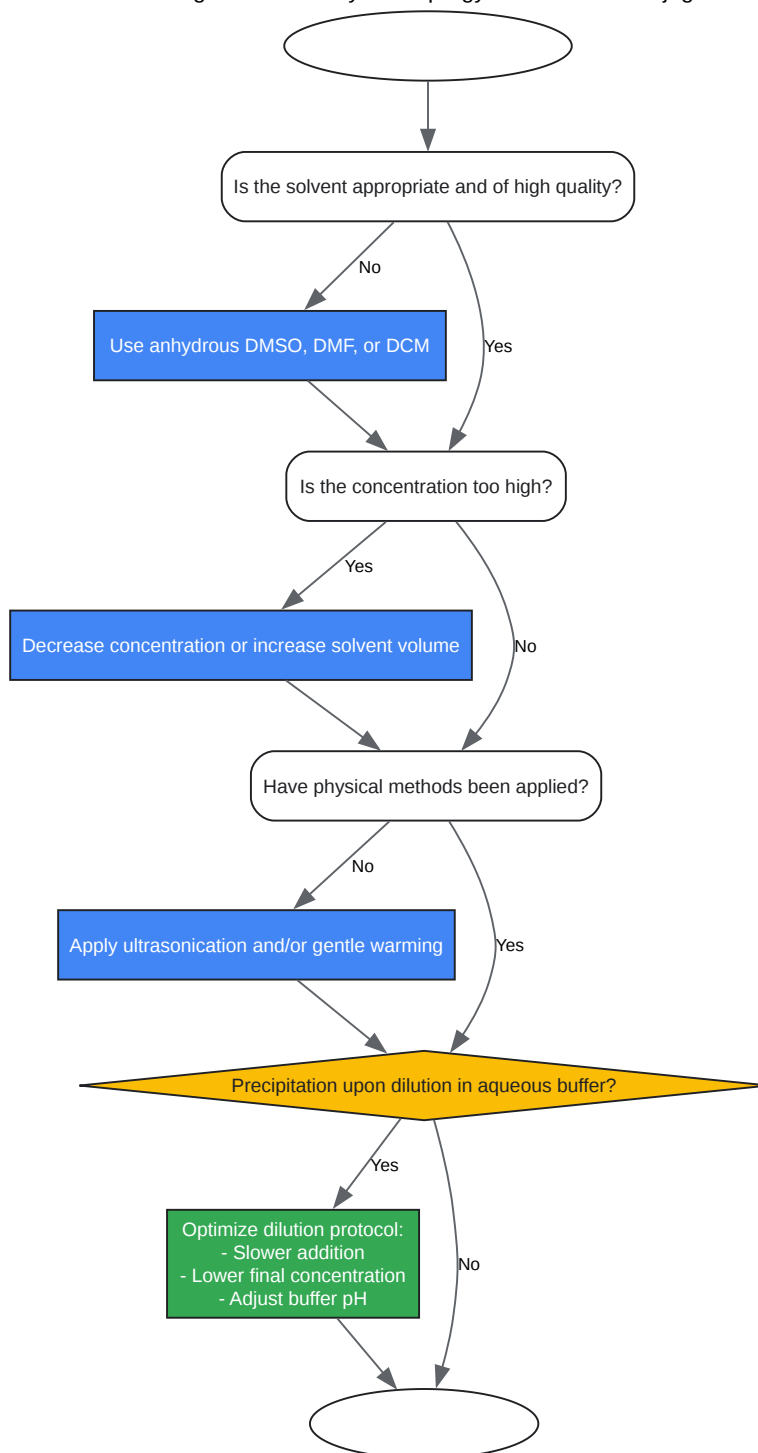 Is the solvent appropriate and of high quality?
No
Use anhydrous DMSO, DMF, or DCM
Yes
Is the concentration too high?
Yes
Decrease concentration or increase solvent volume
No
Have physical methods been applied?
No
Apply ultrasonication and/or gentle warming
Yes
Precipitation upon dilution in aqueous buffer?
Yes
Optimize dilution protocol:
- Slower addition
- Lower final concentration
- Adjust buffer pH
No